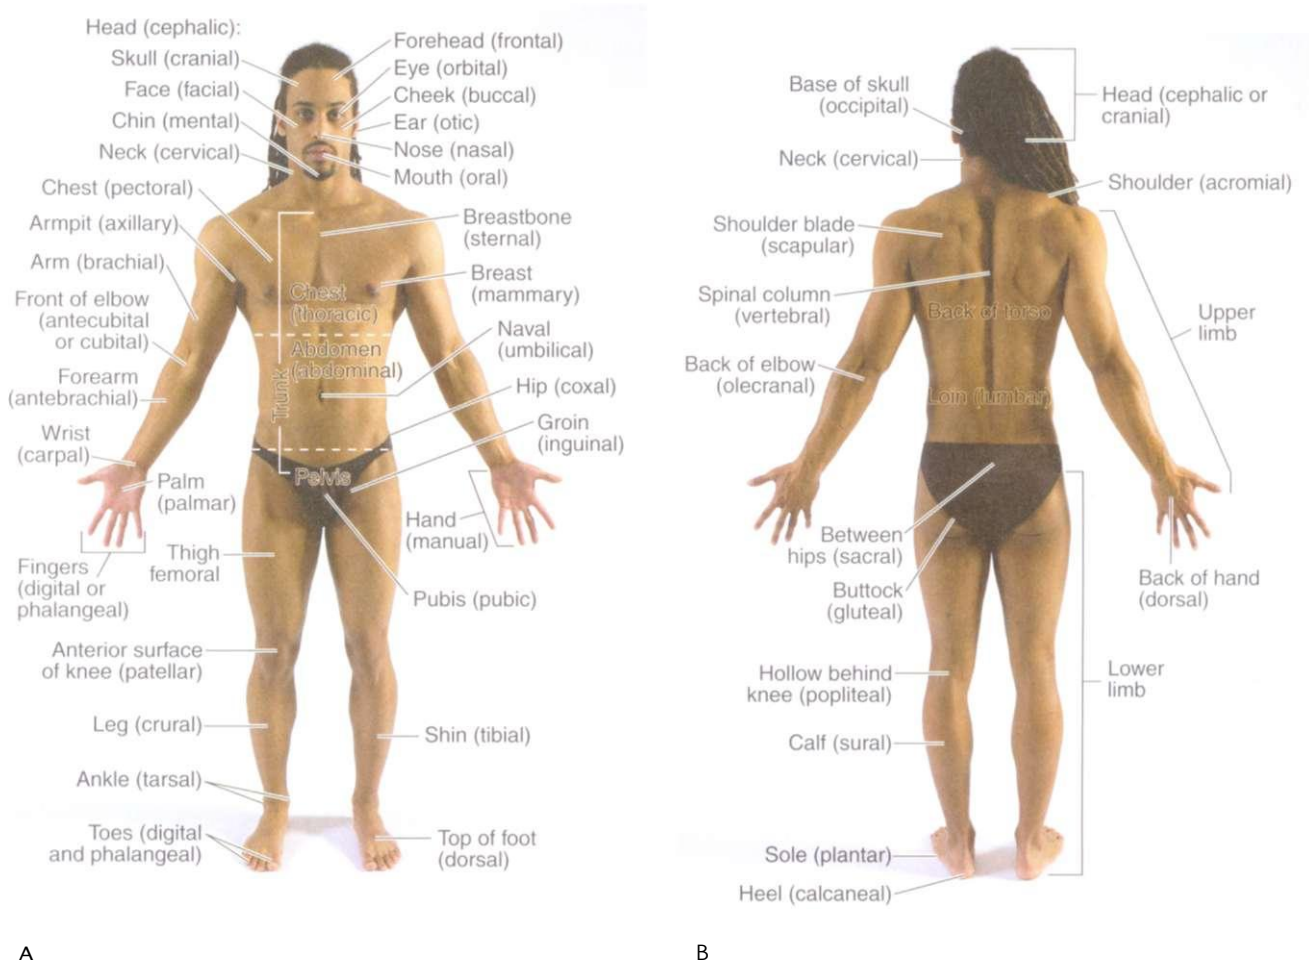 Head (cephalic):
Skull (cranial)
Face (facial)
Chin (mental)
Neck (cervical)
Chest (pectoral)
Armpit (axillary)
Arm (brachial)
Front of elbow
(antecubital
or cubital)
Forearm
(antebrachial)
Wrist
(carpal)
Palm
(palmar)
Fingers
(digital or
phalangeal)
Thigh
femoral
Anterior surface
of knee (patellar)
Leg (crural)
Ankle (tarsal)
Toes (digital
and phalangeal)
Forehead (frontal)
Eye (orbital)
Cheek (buccal)
Ear (otic)
Nose (nasal)
Mouth (oral)
Breastbone
(sternal)
Breast
(mammary)
Naval
(umbilical)
Hip (coxal)
Groin
(inguinal)
Hand
(manual)
Pubis (pubic)
Shin (tibial)
Top of foot
(dorsal)
Chest
(thoracic)
Abdomen
(abdominal)
Trunk
Pelvis
A
Base of skull
(occipital)
Neck (cervical)
Shoulder blade
(scapular)
Spinal column
(vertebral)
Back of elbow
(olecranal)
Between
hips (sacral)
Buttock
(gluteal)
Hollow behind
knee (popliteal)
Calf (sural)
Sole (plantar)
Heel (calcaneal)
Head (cephalic or
cranial)
Shoulder (acromial)
Upper
limb
Back of hand
(dorsal)
Lower
limb
Back of torso
Loin (lumbar)
B